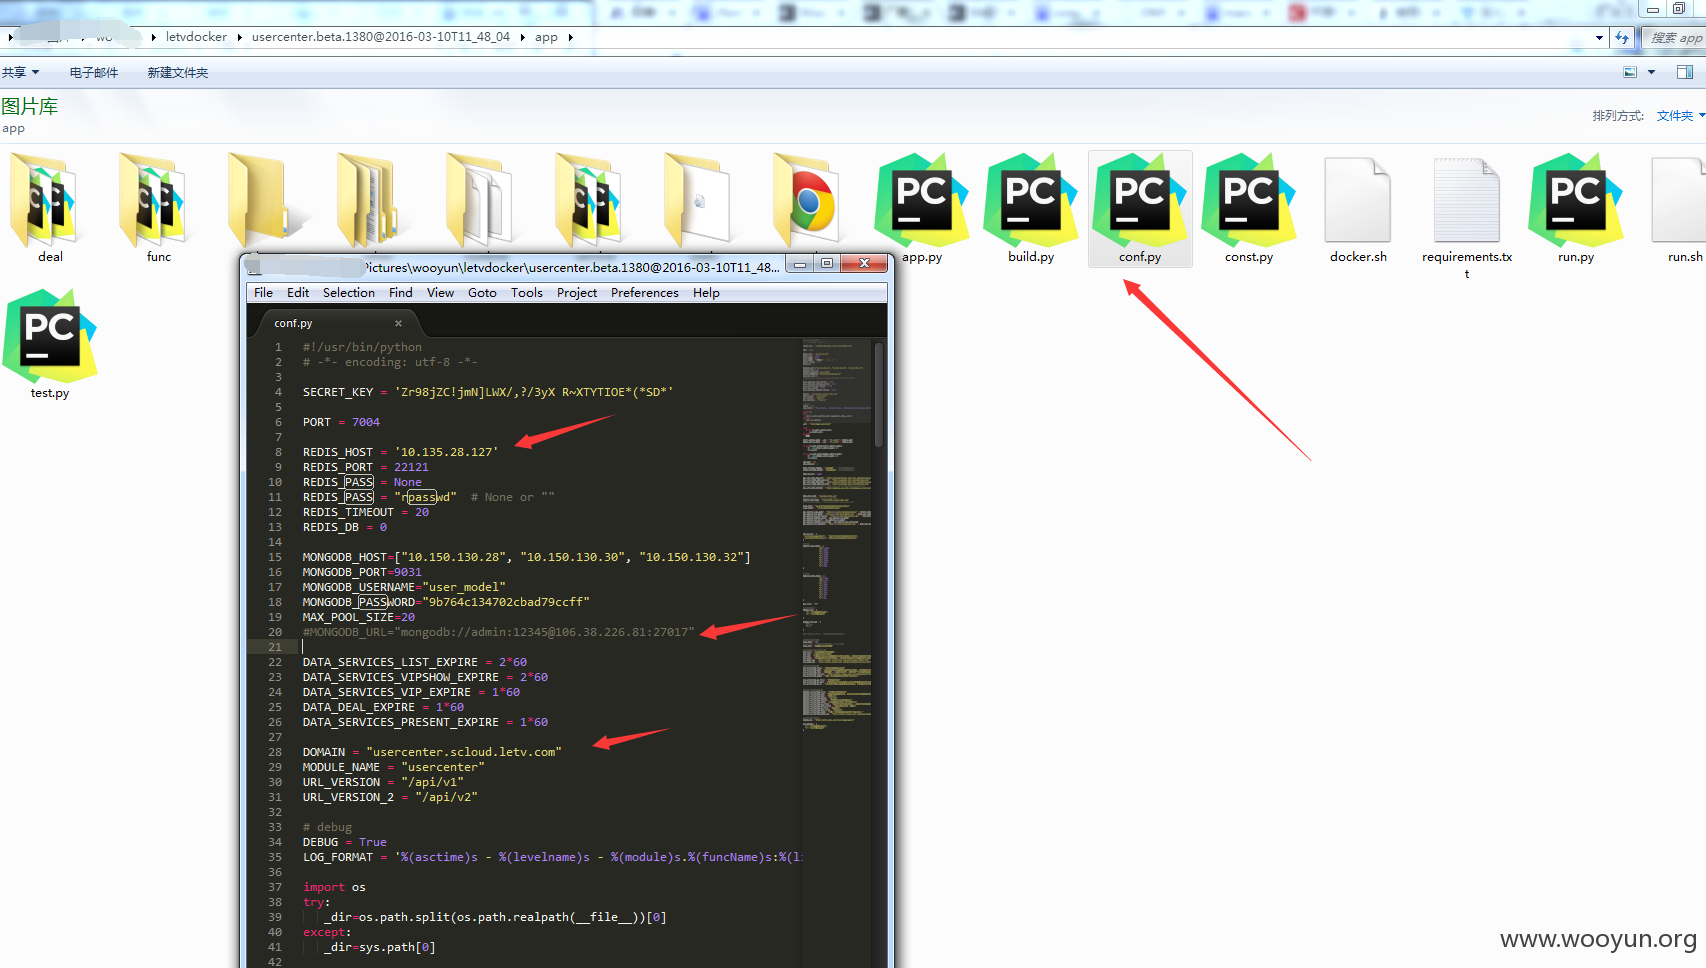 letvdocker
usercenter.beta.1380@2016-03-10T11_48_04
app
搜索 app
共享
电子邮件
新建文件夹
图片库
app
排列方式:
文件夹
deal
func
app.py
build.py
conf.py
const.py
docker.sh
requirements.tx
t
run.py
run.sh
test.py
Pictures\wooyun\letvdocker\usercenter.beta.1380@2016-03-10T11_48...
File Edit Selection Find View Goto Tools Project Preferences Help
conf.py
1 #!/usr/bin/python
2 # -*- encoding: utf-8 -*-
3
4 SECRET_KEY = 'Zr98jZC!jmN]LWX/,?/3yX R~XTYTIOE*(*SD*'
5
6 PORT = 7004
7
8 REDIS_HOST = '10.135.28.127'
9 REDIS_PORT = 22121
10 REDIS_PASS = None
11 REDIS_PASS = "rpasswd" # None or ""
12 REDIS_TIMEOUT = 20
13 REDIS_DB = 0
14
15 MONGODB_HOST=["10.150.130.28", "10.150.130.30", "10.150.130.32"]
16 MONGODB_PORT=9031
17 MONGODB_USERNAME="user_model"
18 MONGODB_PASSWORD="9b764c134702cbad79ccff"
19 MAX_POOL_SIZE=20
20 #MONGODB_URL="mongodb://admin:12345@106.38.226.81:27017"
21
22 DATA_SERVICES_LIST_EXPIRE = 2*60
23 DATA_SERVICES_VIPSHOW_EXPIRE = 2*60
24 DATA_SERVICES_VIP_EXPIRE = 1*60
25 DATA_DEAL_EXPIRE = 1*60
26 DATA_SERVICES_PRESENT_EXPIRE = 1*60
27
28 DOMAIN = "usercenter.scloud.letv.com"
29 MODULE_NAME = "usercenter"
30 URL_VERSION = "/api/v1"
31 URL_VERSION_2 = "/api/v2"
32
33 # debug
34 DEBUG = True
35 LOG_FORMAT = '%(asctime)s - %(levelname)s - %(module)s.%(funcName)s:%(li
36
37 import os
38 try:
39 _dir=os.path.split(os.path.realpath(__file__))[0]
40 except:
41 _dir=sys.path[0]
42
www.wooyun.org